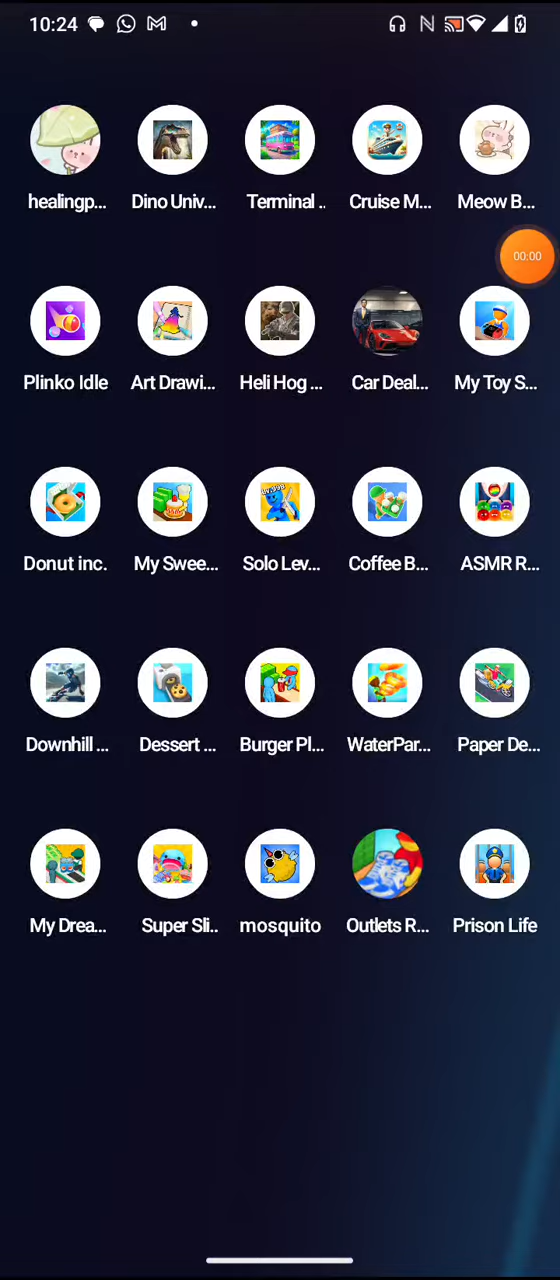 10:24
healingp... Dino Univ... Terminal .. Cruise M... Meow B...
00:00
Plinko Idle Art Drawi... Heli Hog ... Car Deal... My Toy S...
Donut inc. My Swee... Solo Lev... Coffee B... ASMR R...
Downhill ... Dessert ... Burger Pl... WaterPar... Paper De...
My Drea... Super Sli.. mosquito Outlets R... Prison Life